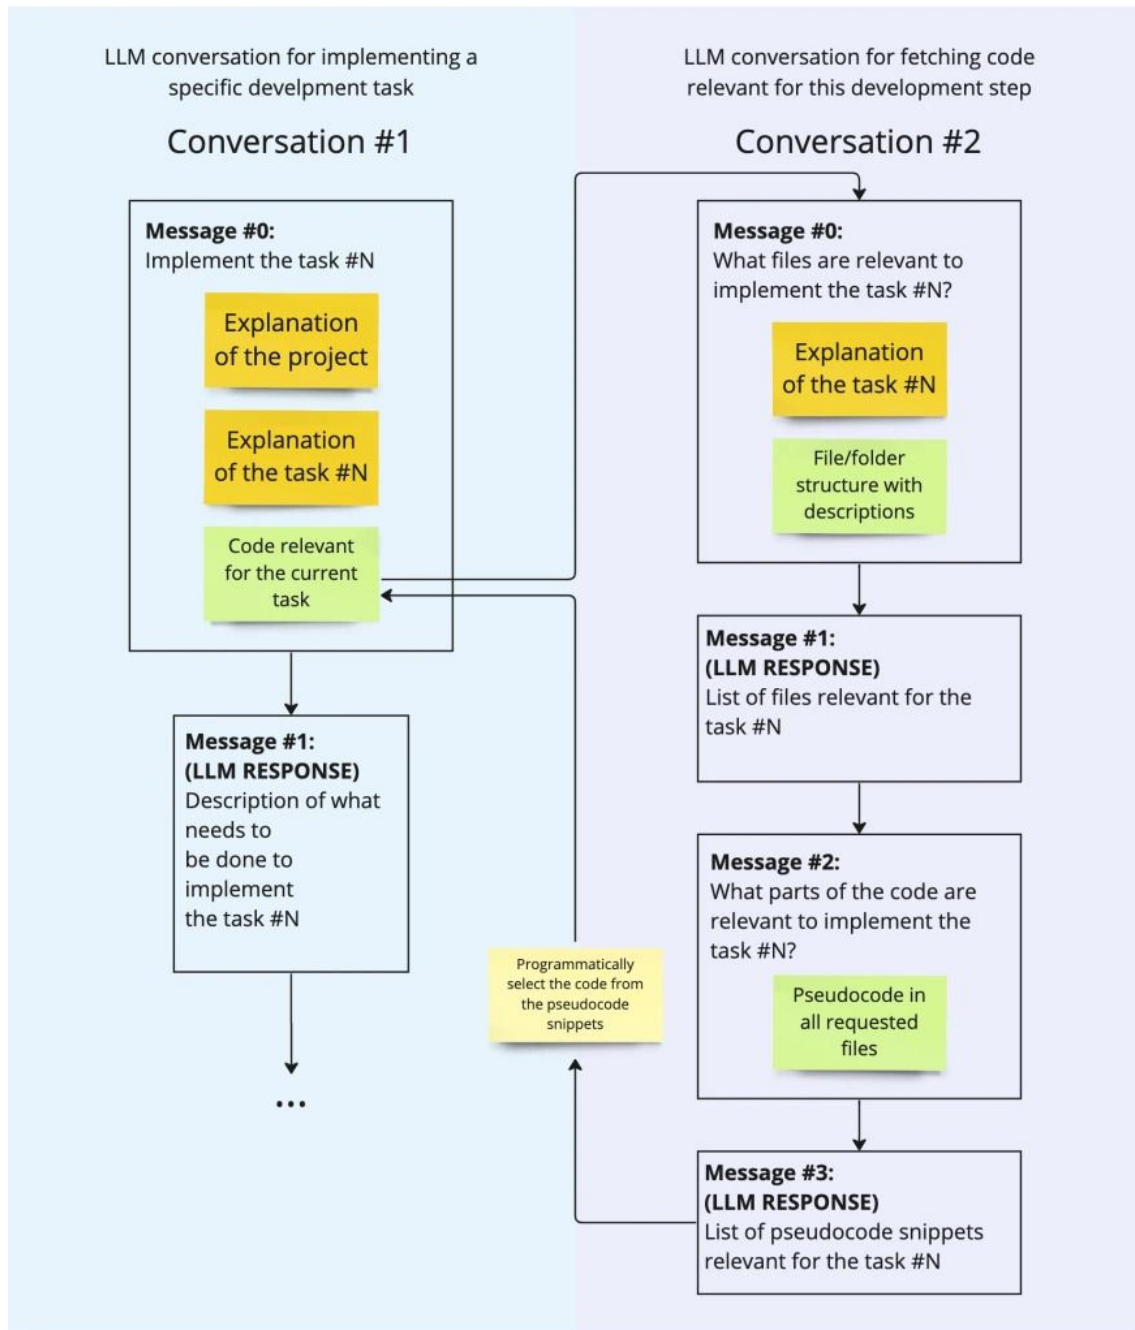 LLM conversation for implementing a
specific develpment task
Conversation #1
Message #0:
Implement the task #N
Explanation
of the project
Explanation
of the task #N
Code relevant
for the current
task
Message #1:
(LLM RESPONSE)
Description of what
needs to
be done to
implement
the task #N
...
LLM conversation for fetching code
relevant for this development step
Conversation #2
Message #0:
What files are relevant to
implement the task #N?
Explanation
of the task #N
File/folder
structure with
descriptions
Message #1:
(LLM RESPONSE)
List of files relevant for the
task #N
Message #2:
What parts of the code are
relevant to implement the
task #N?
Pseudocode in
all requested
files
Message #3:
(LLM RESPONSE)
List of pseudocode snippets
relevant for the task #N
Programmatically
select the code from
the pseudocode
snippets